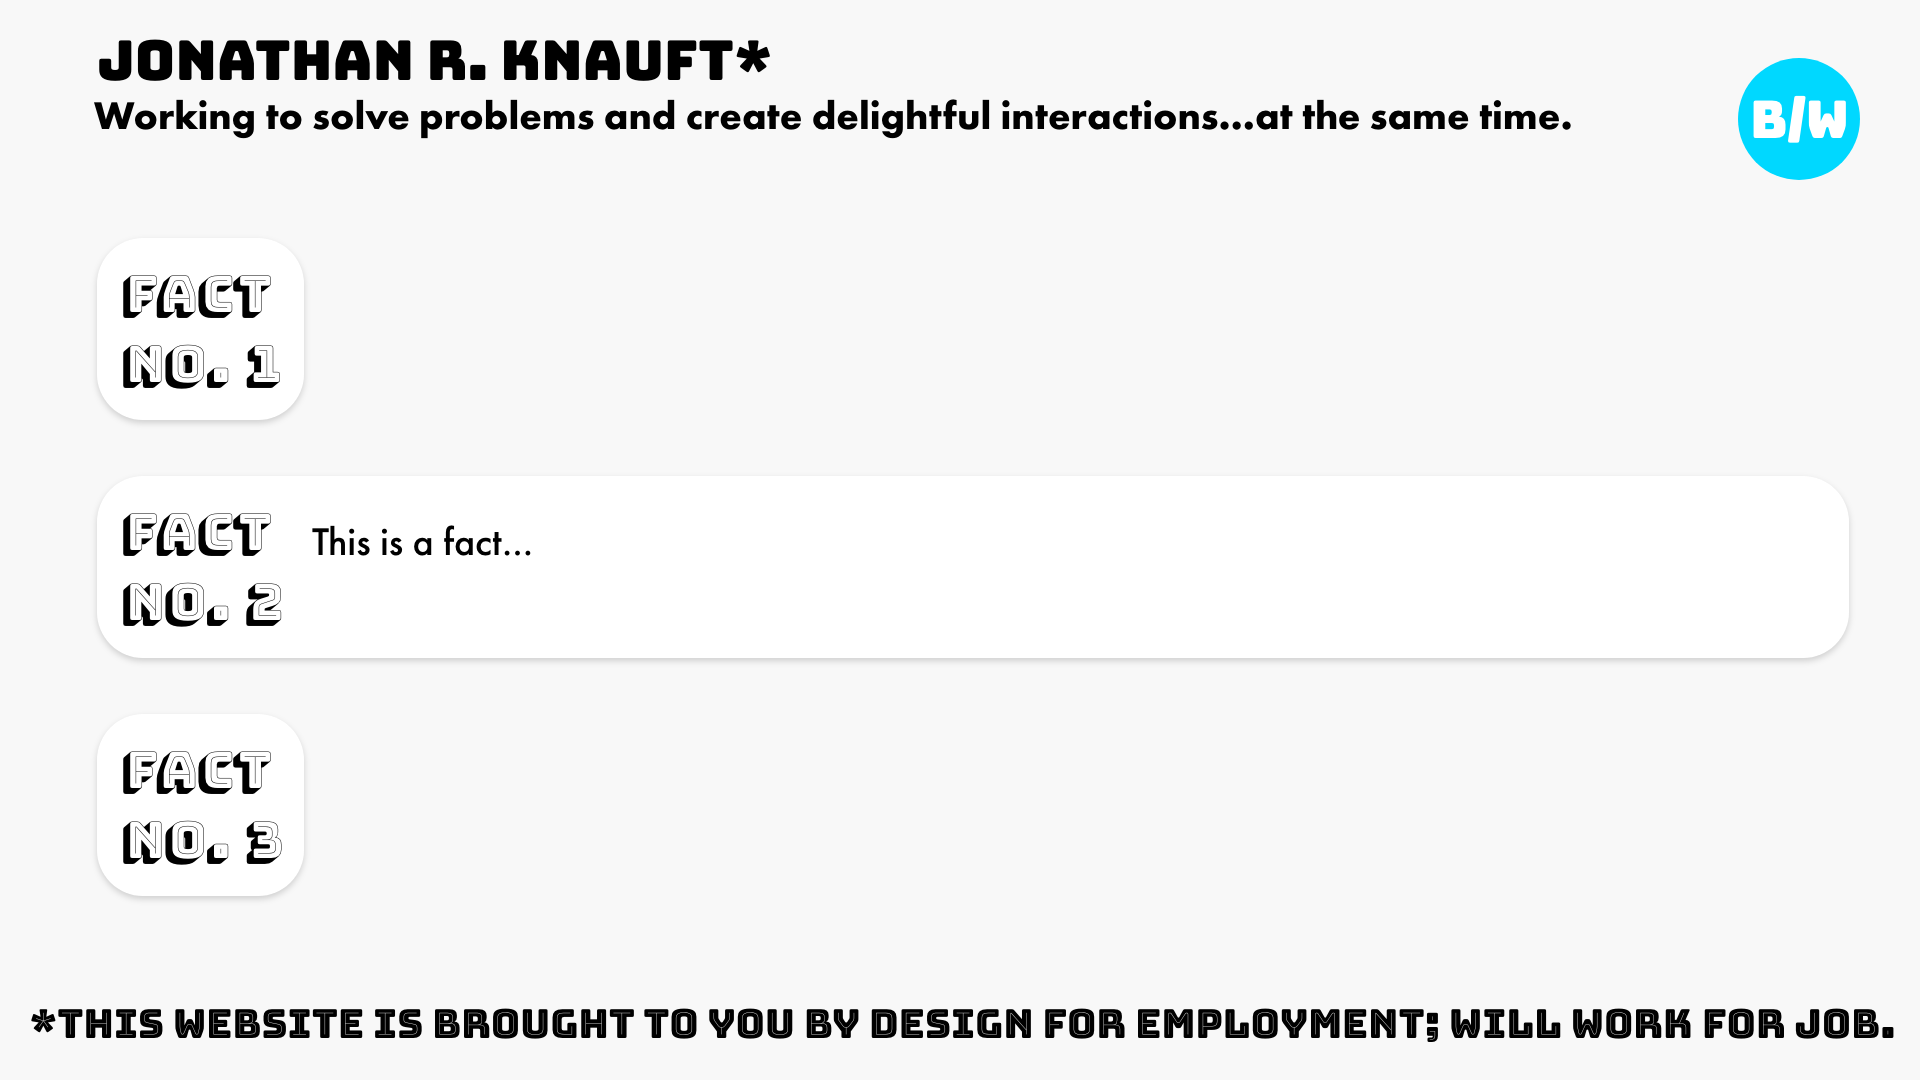 JONATHAN R. KNAUFT*
Working to solve problems and create delightful interactions...at the same time.
B/W
FACT
NO. 1
FACT
NO. 2
This is a fact...
FACT
NO. 3
*THIS WEBSITE IS BROUGHT TO YOU BY DESIGN FOR EMPLOYMENT; WILL WORK FOR JOB.